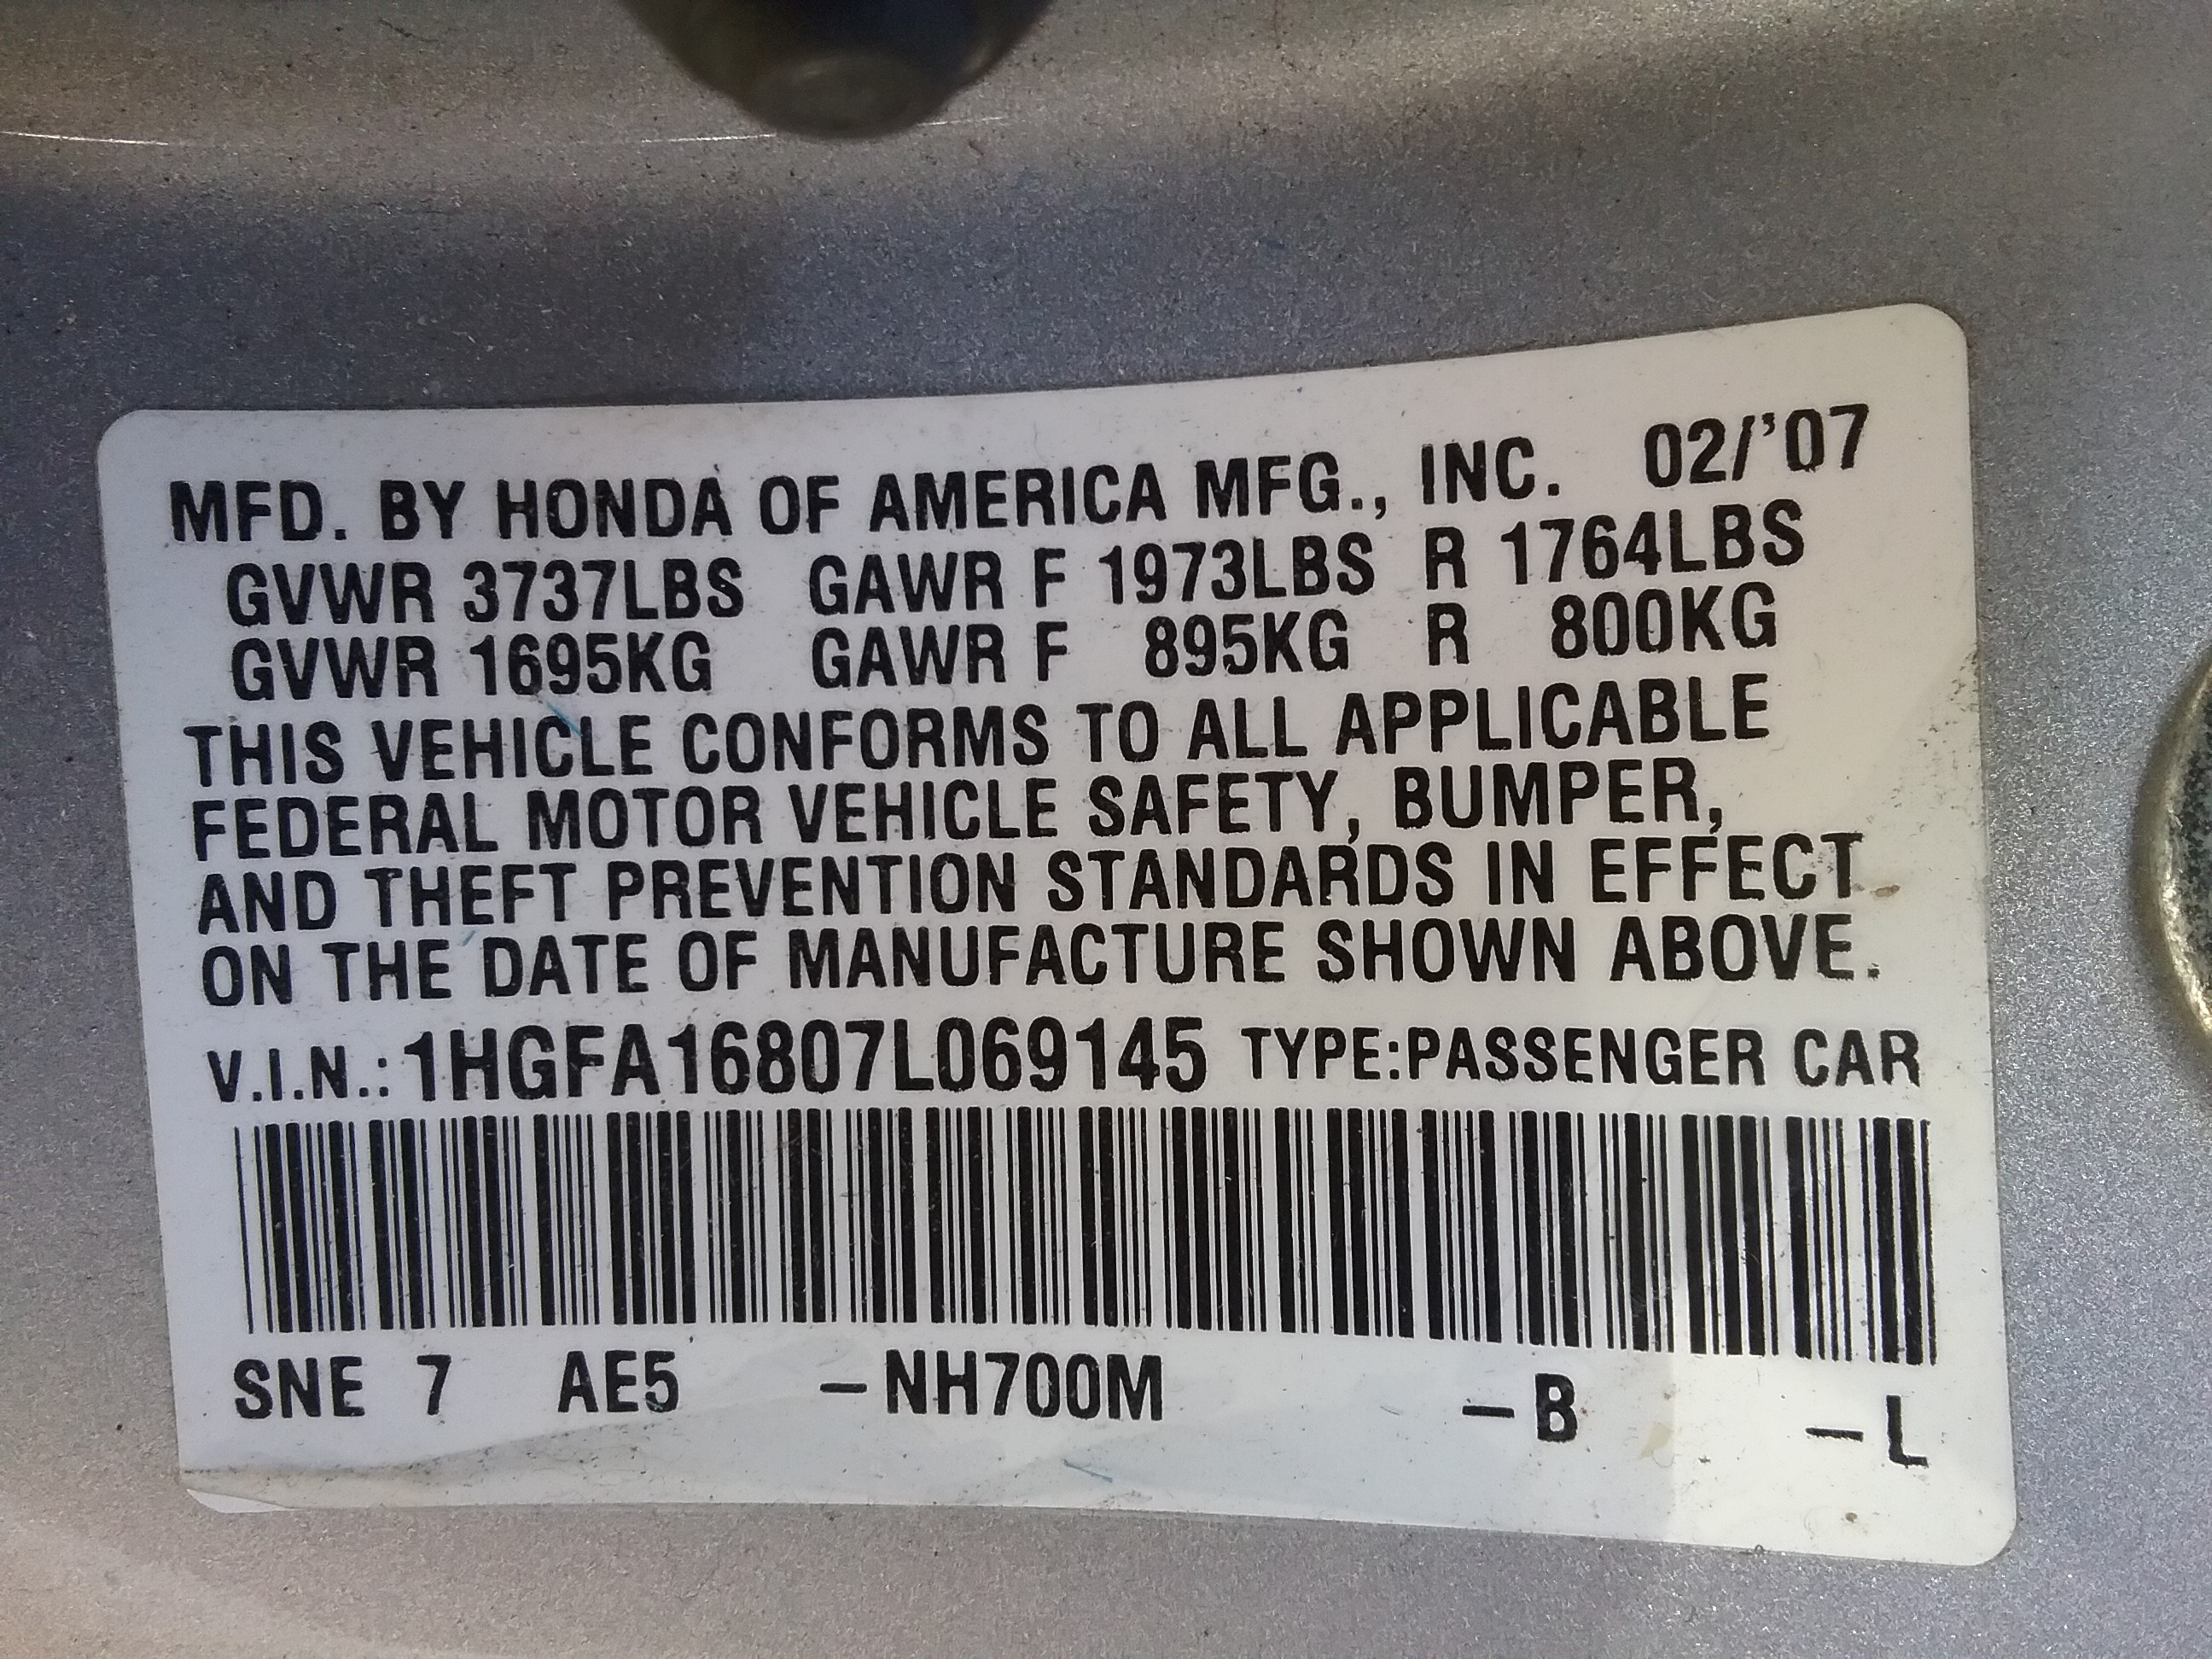 MFD. BY HONDA OF AMERICA MFG., INC. 02/'07
GVWR 3737LBS GAWR F 1973LBS R 1764LBS
GVWR 1695KG GAWR F 895KG R 800KG
THIS VEHICLE CONFORMS TO ALL APPLICABLE
FEDERAL MOTOR VEHICLE SAFETY, BUMPER,
AND THEFT PREVENTION STANDARDS IN EFFECT
ON THE DATE OF MANUFACTURE SHOWN ABOVE.
V.I.N.: 1HGFA16807L069145 TYPE:PASSENGER CAR
SNE 7 AE5 –NH700M –B –L